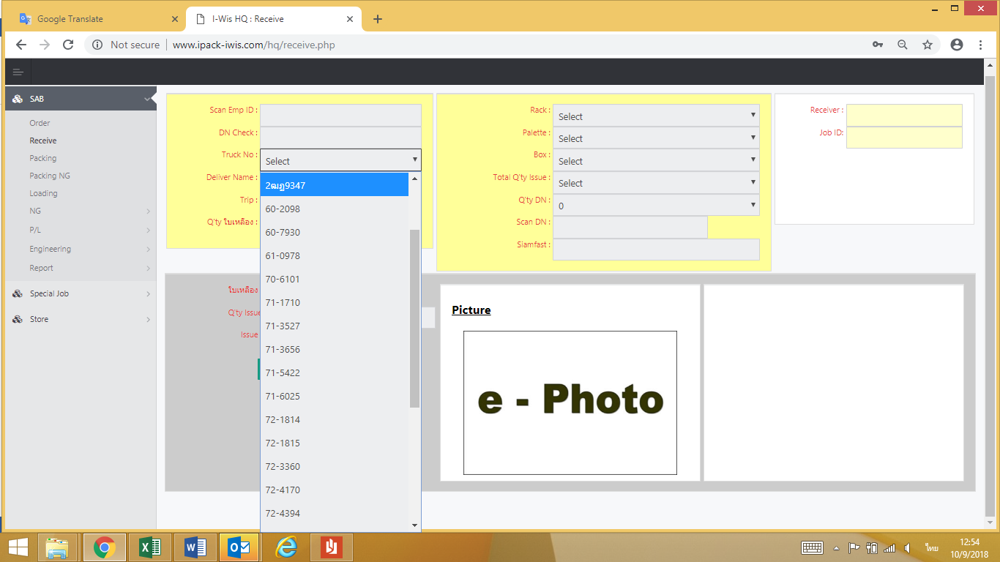 Google Translate
I-Wis HQ : Receive
Not secure
www.ipack-iwis.com/hq/receive.php
SAB
Order
Receive
Packing
Packing NG
Loading
NG
P/L
Engineering
Report
Special Job
Store
Scan Emp ID :
DN Check :
Truck No :
Select
Deliver Name :
Trip :
Q'ty ใบเหลือง :
2ฒฎ9347
60-2098
60-7930
61-0978
70-6101
71-1710
71-3527
71-3656
71-5422
71-6025
72-1814
72-1815
72-3360
72-4170
72-4394
Rack :
Select
Palette :
Select
Box :
Select
Total Q'ty Issue :
Select
Q'ty DN :
0
Scan DN :
Siamfast :
Receiver :
Job ID:
ใบเหลือง
Q'ty Issue
Issue
Picture
e - Photo
ไทย
12:54
10/9/2018